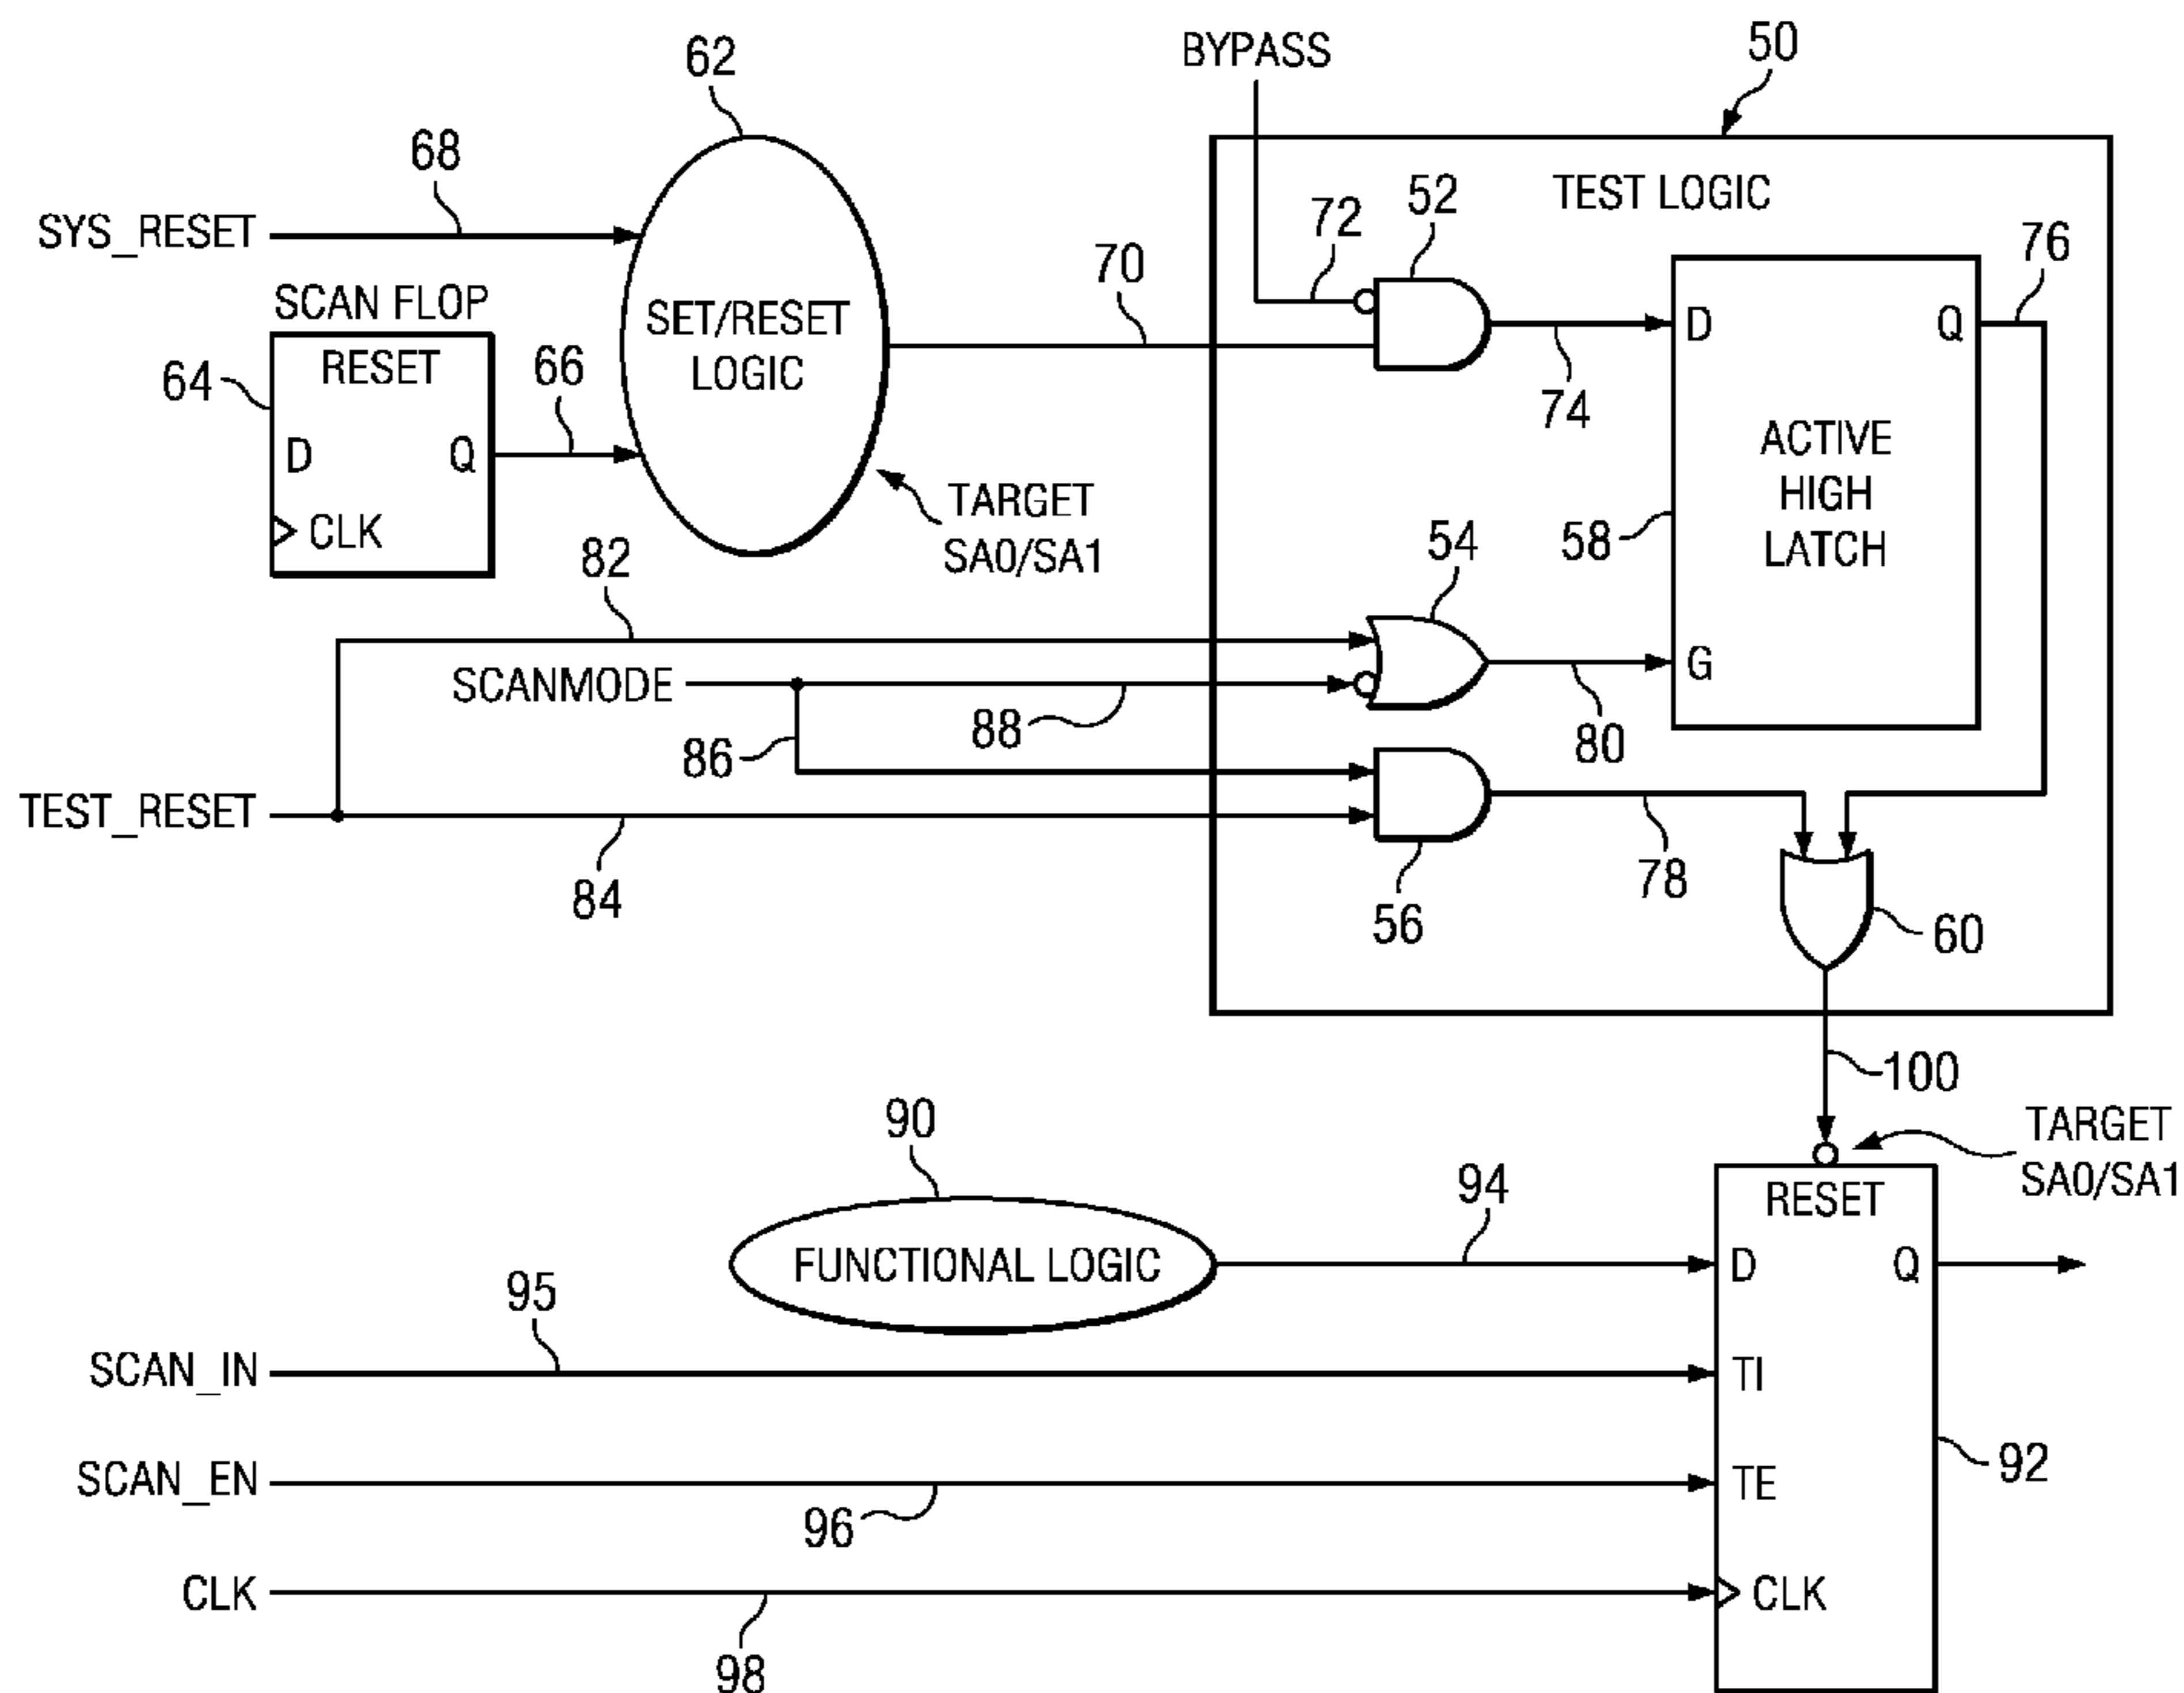 62
BYPASS
50
68
SYS_RESET
TEST LOGIC
52
72
76
70
SCAN FLOP
RESET
64
D
Q
CLK
66
SET/RESET
LOGIC
74
D
Q
ACTIVE
HIGH
LATCH
G
58
TARGET
SA0/SA1
54
82
SCANMODE
88
86
80
TEST_RESET
84
56
78
60
100
TARGET
SA0/SA1
90
FUNCTIONAL LOGIC
94
RESET
D
Q
95
SCAN_IN
TI
SCAN_EN
96
TE
92
CLK
98
CLK